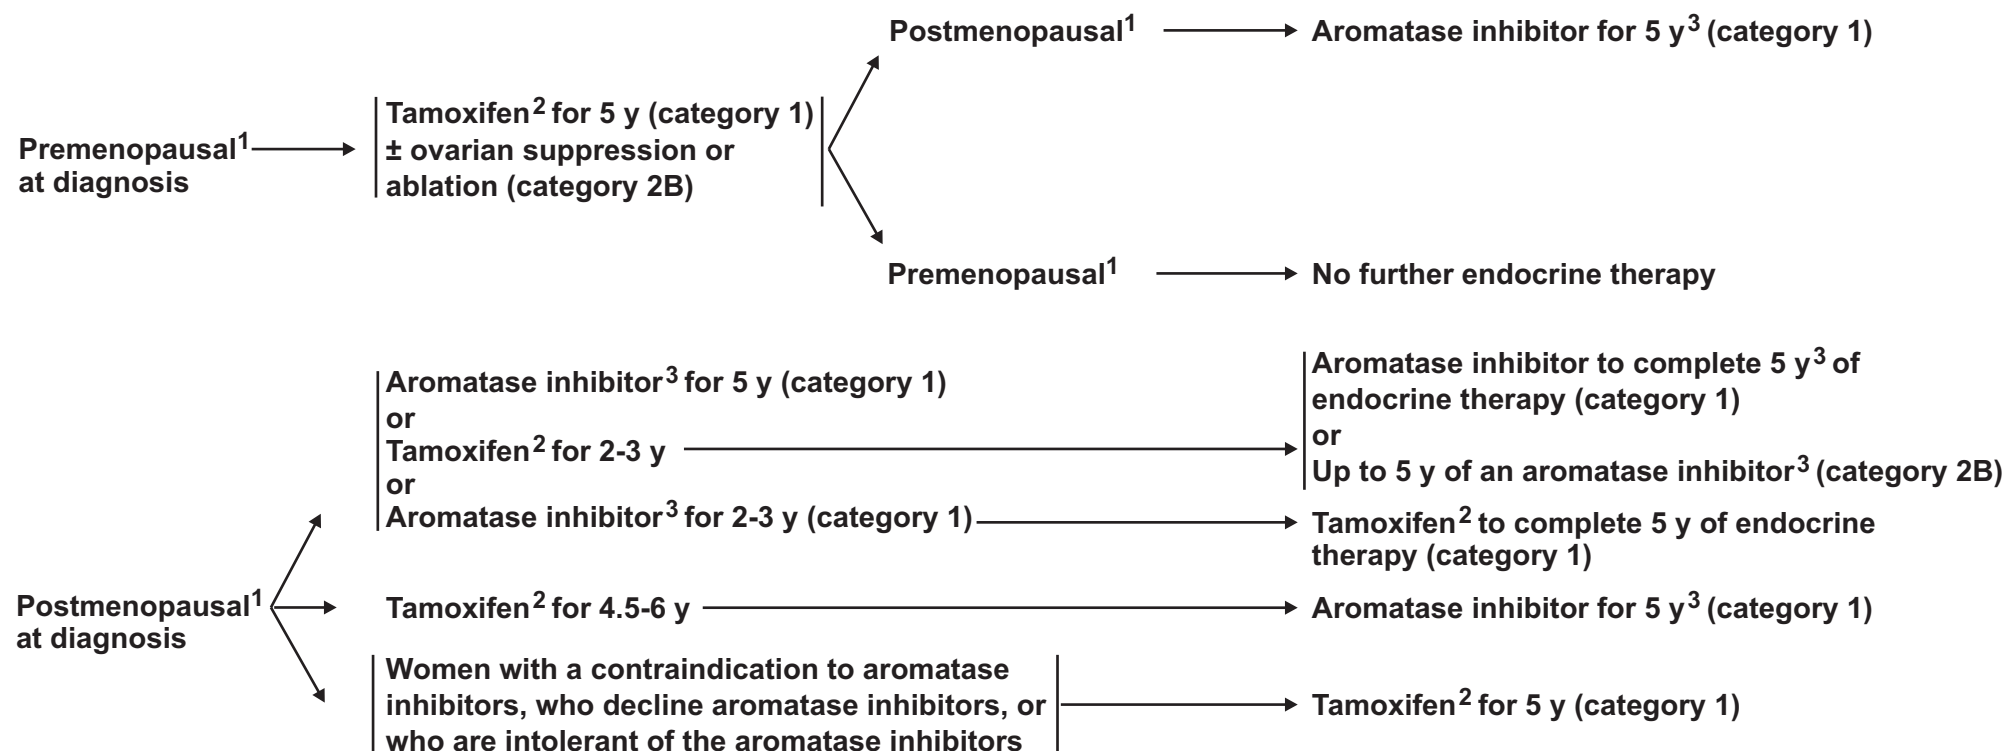 Postmenopausal1
Aromatase inhibitor for 5 y3 (category 1)
Premenopausal1
at diagnosis
Tamoxifen2 for 5 y (category 1)
± ovarian suppression or
ablation (category 2B)
Premenopausal1
No further endocrine therapy
Postmenopausal1
at diagnosis
Aromatase inhibitor3 for 5 y (category 1)
or
Tamoxifen2 for 2-3 y
or
Aromatase inhibitor3 for 2-3 y (category 1)
Aromatase inhibitor to complete 5 y3 of
endocrine therapy (category 1)
or
Up to 5 y of an aromatase inhibitor3 (category 2B)
Tamoxifen2 to complete 5 y of endocrine
therapy (category 1)
Tamoxifen2 for 4.5-6 y
Aromatase inhibitor for 5 y3 (category 1)
Women with a contraindication to aromatase
inhibitors, who decline aromatase inhibitors, or
who are intolerant of the aromatase inhibitors
Tamoxifen2 for 5 y (category 1)